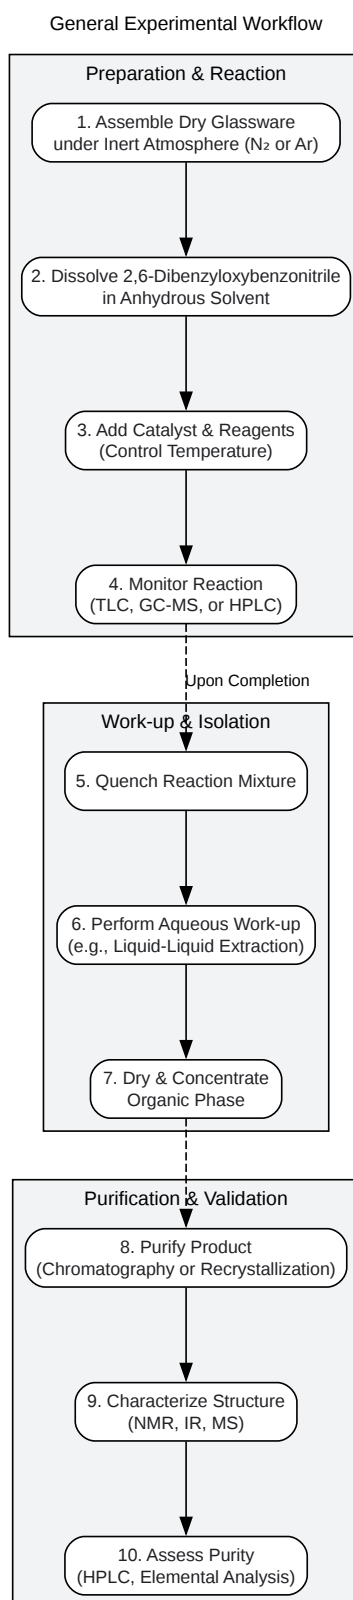 General Experimental Workflow
Preparation & Reaction
1. Assemble Dry Glassware
under Inert Atmosphere (N₂ or Ar)
2. Dissolve 2,6-Dibenzyloxybenzonitrile
in Anhydrous Solvent
3. Add Catalyst & Reagents
(Control Temperature)
4. Monitor Reaction
(TLC, GC-MS, or HPLC)
Upon Completion
Work-up & Isolation
5. Quench Reaction Mixture
6. Perform Aqueous Work-up
(e.g., Liquid-Liquid Extraction)
7. Dry & Concentrate
Organic Phase
Purification & Validation
8. Purify Product
(Chromatography or Recrystallization)
9. Characterize Structure
(NMR, IR, MS)
10. Assess Purity
(HPLC, Elemental Analysis)